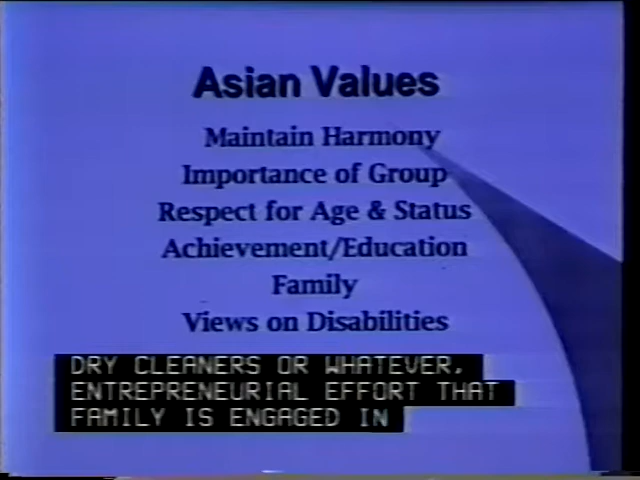 Asian Values
Maintain Harmony
Importance of Group
Respect for Age & Status
Achievement/Education
Family
Views on Disabilities
DRY CLEANERS OR WHATEVER,
ENTREPRENEURIAL EFFORT THAT
FAMILY IS ENGAGED IN